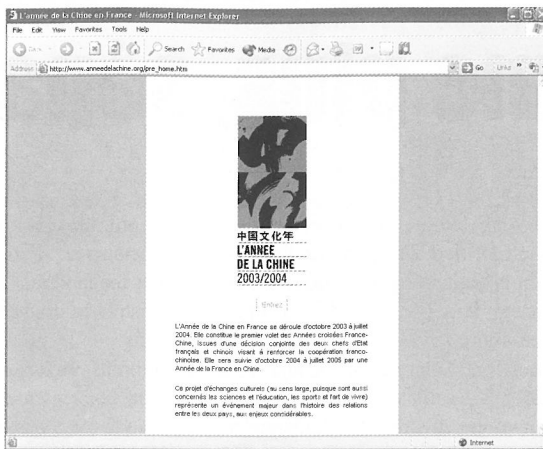 L'annee de la Chine en France - Microsoft Internet Explorer
File Edit View Favorites Tools Help
Search Favorites Media
Address http://www.anneedelachine.org/pre_home.htm Go Links »
中国文化年
L'ANNEE
DE LA CHINE
2003/2004
L'Année de la Chine en France se déroule d'octobre 2003 à juillet
2004. Elle constitue le premier volet des Années croisées France-
Chine, issues d'une décision conjointe des deux chefs d'Etat
français et chinois visant à renforcer la coopération franco-
chinoise. Elle sera suivie d'octobre 2004 à juillet 2005 par une
Année de la France en Chine.
Ce projet d'échanges culturels (au sens large, puisque sont aussi
concernés les sciences et l'éducation, les sports et l'art de vivre)
représente un événement majeur dans l'histoire des relations
entre les deux pays, aux enjeux considérables.
Internet